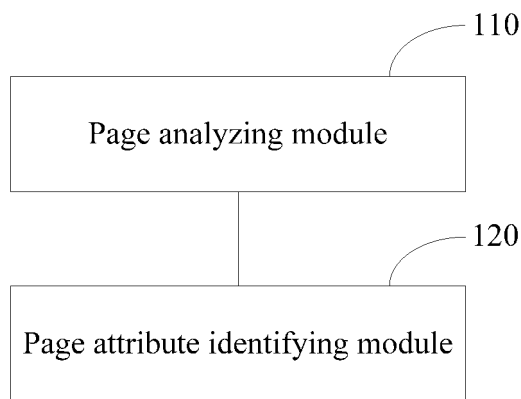 110
Page analyzing module
120
Page attribute identifying module